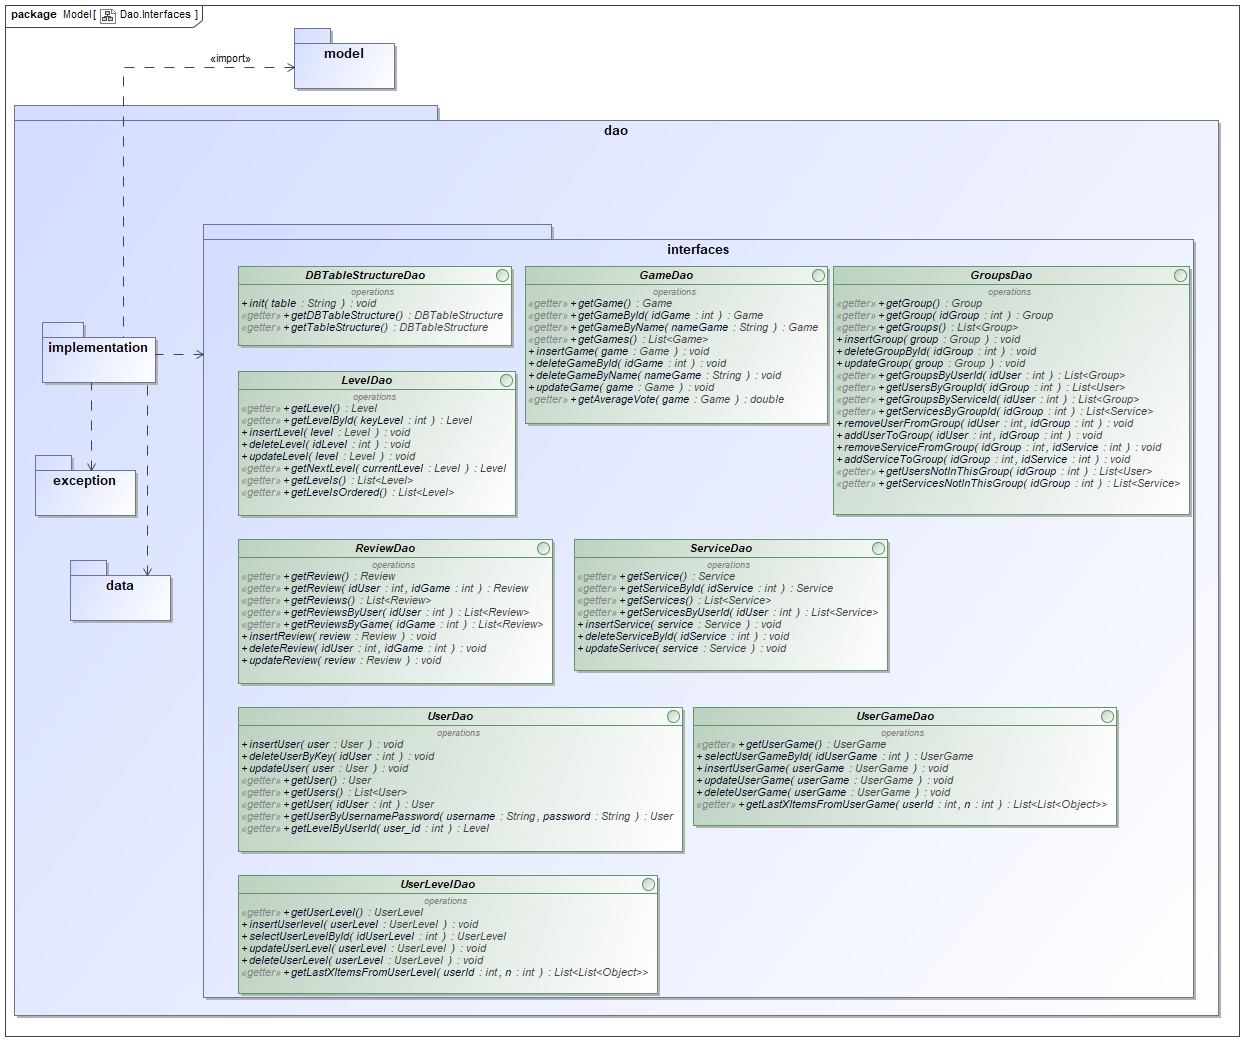 package Model[ Dao.Interfaces ]
model
«import»
dao
interfaces
implementation
exception
data
DBTableStructureDao
operations
+init( table : String ) : void
«getter» +getDBTableStructure() : DBTableStructure
«getter» +getTableStructure() : DBTableStructure
GameDao
operations
«getter» +getGame() : Game
«getter» +getGameById( idGame : int ) : Game
«getter» +getGameByName( nameGame : String ) : Game
«getter» +getGames() : List<Game>
+insertGame( game : Game ) : void
+deleteGameById( idGame : int ) : void
+deleteGameByName( nameGame : String ) : void
+updateGame( game : Game ) : void
«getter» +getAverageVote( game : Game ) : double
GroupsDao
operations
«getter» +getGroup() : Group
«getter» +getGroup( idGroup : int ) : Group
«getter» +getGroups() : List<Group>
+insertGroup( group : Group ) : void
+deleteGroupById( idGroup : int ) : void
+updateGroup( group : Group ) : void
«getter» +getGroupsByUserId( idUser : int ) : List<Group>
«getter» +getUsersByGroupId( idGroup : int ) : List<User>
«getter» +getGroupsByServiceId( idUser : int ) : List<Group>
«getter» +getServicesByGroupId( idGroup : int ) : List<Service>
+removeUserFromGroup( idUser : int, idGroup : int ) : void
+addUserToGroup( idUser : int, idGroup : int ) : void
+removeServiceFromGroup( idGroup : int, idService : int ) : void
+addServiceToGroup( idGroup : int, idService : int ) : void
«getter» +getUsersNotInThisGroup( idGroup : int ) : List<User>
«getter» +getServicesNotInThisGroup( idGroup : int ) : List<Service>
LevelDao
operations
«getter» +getLevel() : Level
«getter» +getLevelById( keyLevel : int ) : Level
+insertLevel( level : Level ) : void
+deleteLevel( idLevel : int ) : void
+updateLevel( level : Level ) : void
«getter» +getNextLevel( currentLevel : Level ) : Level
«getter» +getLevels() : List<Level>
«getter» +getLevelsOrdered() : List<Level>
ReviewDao
operations
«getter» +getReview() : Review
«getter» +getReview( idUser : int, idGame : int ) : Review
«getter» +getReviews() : List<Review>
«getter» +getReviewsByUser( idUser : int ) : List<Review>
«getter» +getReviewsByGame( idGame : int ) : List<Review>
+insertReview( review : Review ) : void
+deleteReview( idUser : int, idGame : int ) : void
+updateReview( review : Review ) : void
ServiceDao
operations
«getter» +getService() : Service
«getter» +getServiceById( idService : int ) : Service
«getter» +getServices() : List<Service>
«getter» +getServicesByUserId( idUser : int ) : List<Service>
+insertService( service : Service ) : void
+deleteServiceById( idService : int ) : void
+updateSerivce( service : Service ) : void
UserDao
operations
+insertUser( user : User ) : void
+deleteUserByKey( idUser : int ) : void
+updateUser( user : User ) : void
«getter» +getUser() : User
«getter» +getUsers() : List<User>
«getter» +getUser( idUser : int ) : User
«getter» +getUserByUsernamePassword( username : String, password : String ) : User
«getter» +getLevelByUserId( user_id : int ) : Level
UserGameDao
operations
«getter» +getUserGame() : UserGame
+selectUserGameById( idUserGame : int ) : UserGame
+insertUserGame( userGame : UserGame ) : void
+updateUserGame( userGame : UserGame ) : void
+deleteUserGame( userGame : UserGame ) : void
«getter» +getLastXItemsFromUserGame( userId : int, n : int ) : List<List<Object>>
UserLevelDao
operations
«getter» +getUserLevel() : UserLevel
+insertUserlevel( userLevel : UserLevel ) : void
+selectUserLevelById( idUserLevel : int ) : UserLevel
+updateUserLevel( userLevel : UserLevel ) : void
+deleteUserLevel( userLevel : UserLevel ) : void
«getter» +getLastXItemsFromUserLevel( userId : int, n : int ) : List<List<Object>>